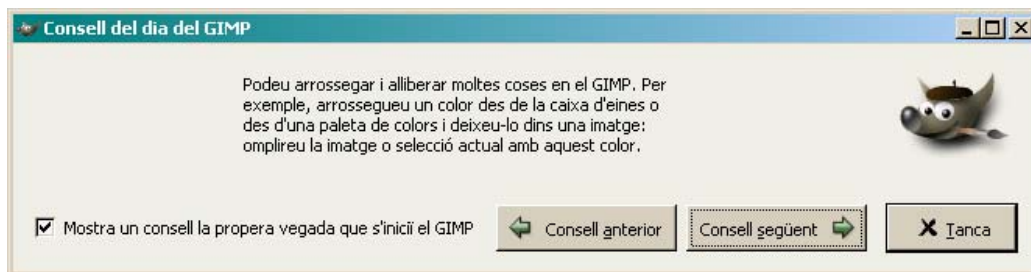 Consell del dia del GIMP
Podeu arrossegar i alliberar moltes coses en el GIMP. Per
exemple, arrossegueu un color des de la caixa d'eines o
des d'una paleta de colors i deixeu-lo dins una imatge:
omplireu la imatge o selecció actual amb aquest color.
Mostra un consell la propera vegada que s'iniciï el GIMP
Consell anterior
Consell següent
Tanca